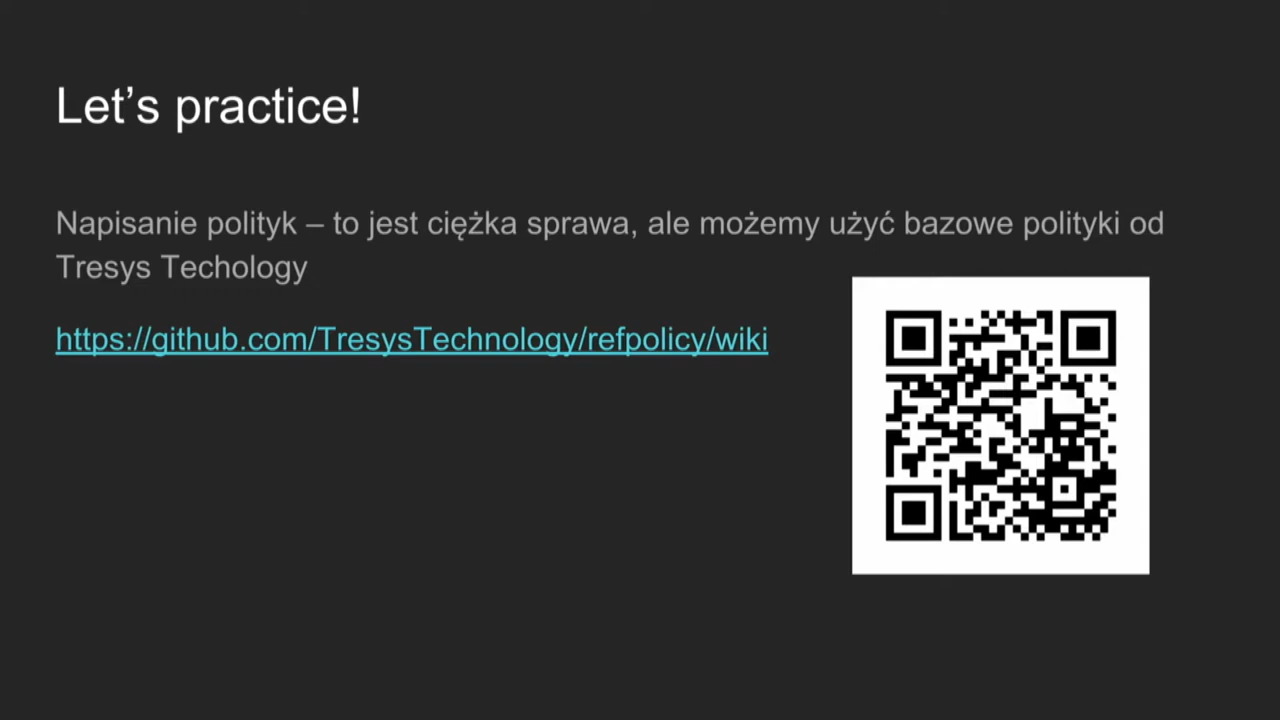 Let’s practice!
Napisanie polityk – to jest ciężka sprawa, ale możemy użyć bazowe polityki od
Tresys Techology
https://github.com/TresysTechnology/refpolicy/wiki